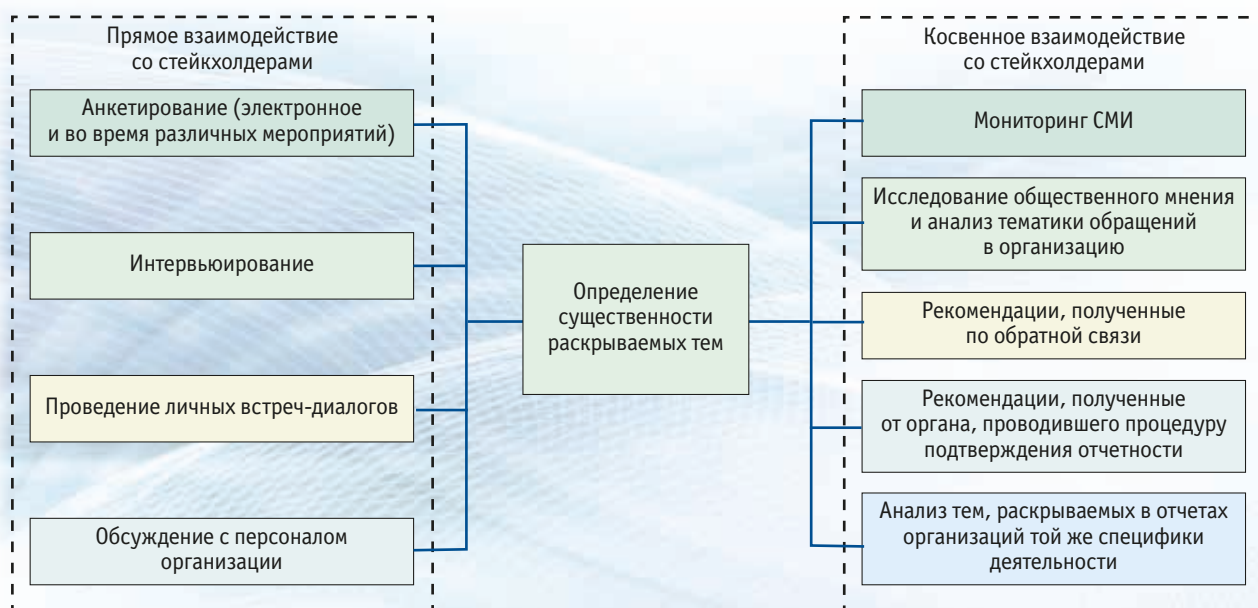 Прямое взаимодействие
со стейкхолдерами
Анкетирование (электронное
и во время различных мероприятий)
Интервьюирование
Проведение личных встреч-диалогов
Обсуждение с персоналом
организации
Определение
существенности
раскрываемых тем
Косвенное взаимодействие
со стейкхолдерами
Мониторинг СМИ
Исследование общественного мнения
и анализ тематики обращений
в организацию
Рекомендации, полученные
по обратной связи
Рекомендации, полученные
от органа, проводившего процедуру
подтверждения отчетности
Анализ тем, раскрываемых в отчетах
организаций той же специфики
деятельности